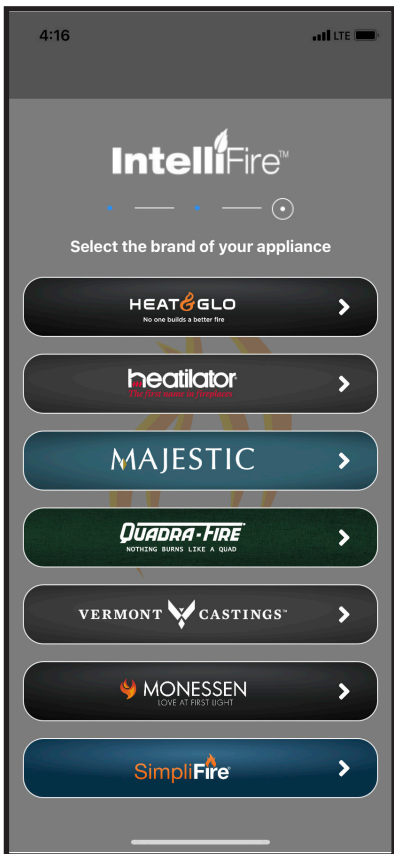 4:16
LTE
IntelliFire™
Select the brand of your appliance
HEAT&GLO
No one builds a better fire
heatilator
The first name in fireplaces
MAJESTIC
QUADRA-FIRE
NOTHING BURNS LIKE A QUAD
VERMONT CASTINGS™
MONESSEN
LOVE AT FIRST LIGHT
SimpliFire